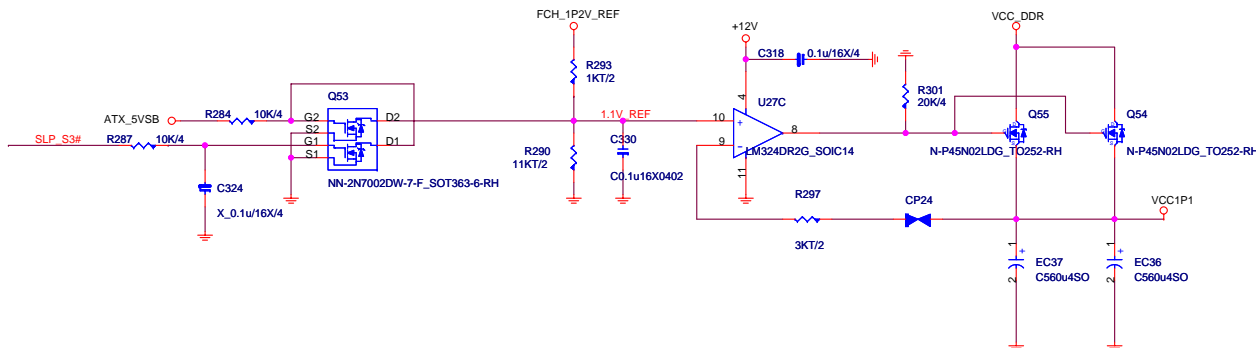 FCH_1P2V_REF
+12V
VCC_DDR
C318
0.1u/16X/4
R293
1KT/2
R301
20K/4
Q53
U27C
Q55
Q54
ATX_5VSB
R284
10K/4
G2
S2
G1
S1
D2
D1
1.1V_REF
10
9
4
8
11
+
-
LM324DR2G_SOIC14
N-P45N02LDG_TO252-RH
N-P45N02LDG_TO252-RH
SLP_S3#
R287
10K/4
R290
11KT/2
C330
C0.1u16X0402
NN-2N7002DW-7-F_SOT363-6-RH
C324
X_0.1u/16X/4
R297
3KT/2
CP24
VCC1P1
1
+
2
EC37
C560u4SO
1
+
2
EC36
C560u4SO